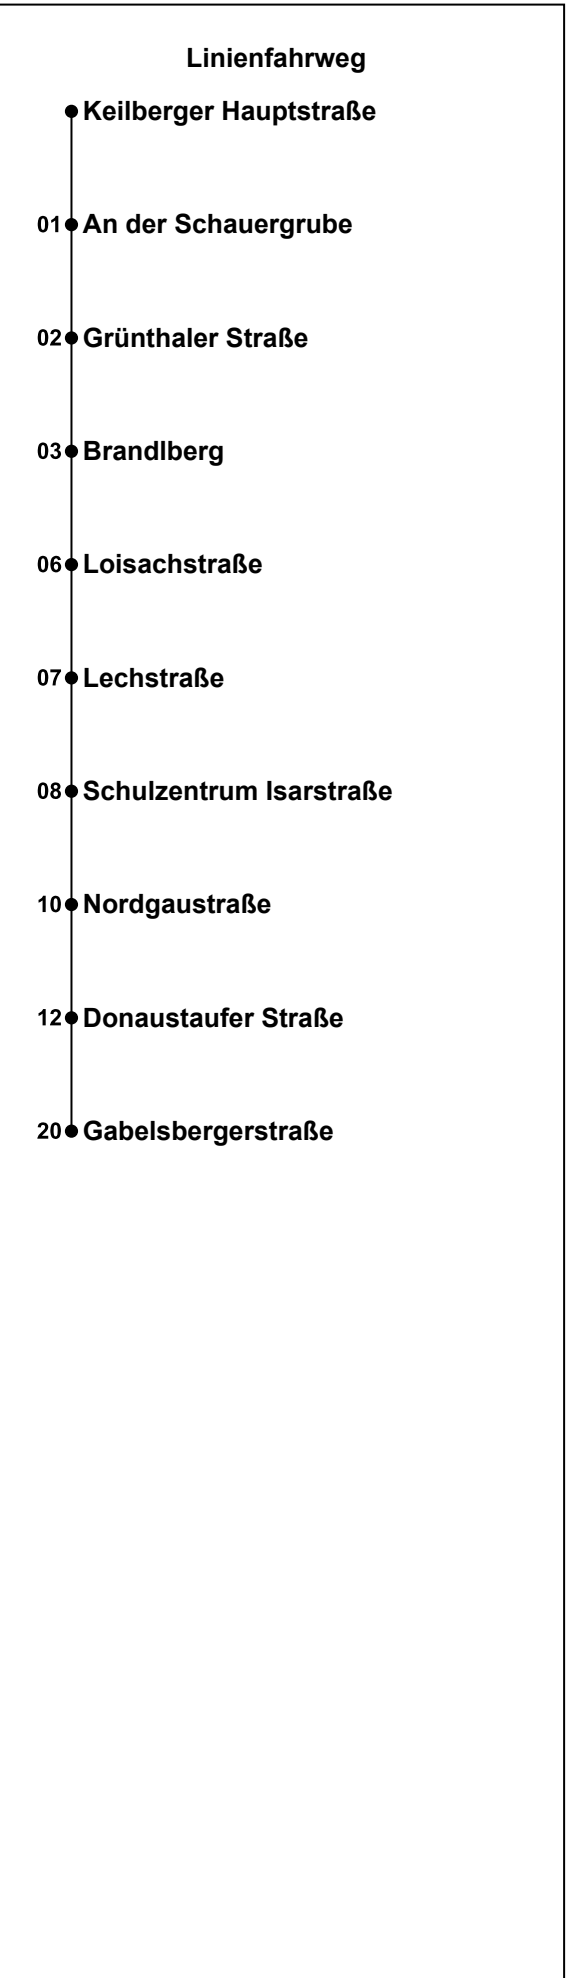 Linienfahrweg
Keilberger Hauptstraße
01 An der Schauergrube
02 Grünthaler Straße
03 Brandlberg
06 Loisachstraße
07 Lechstraße
08 Schulzentrum Isarstraße
10 Nordgaustraße
12 Donaustaufer Straße
20 Gabelsbergerstraße